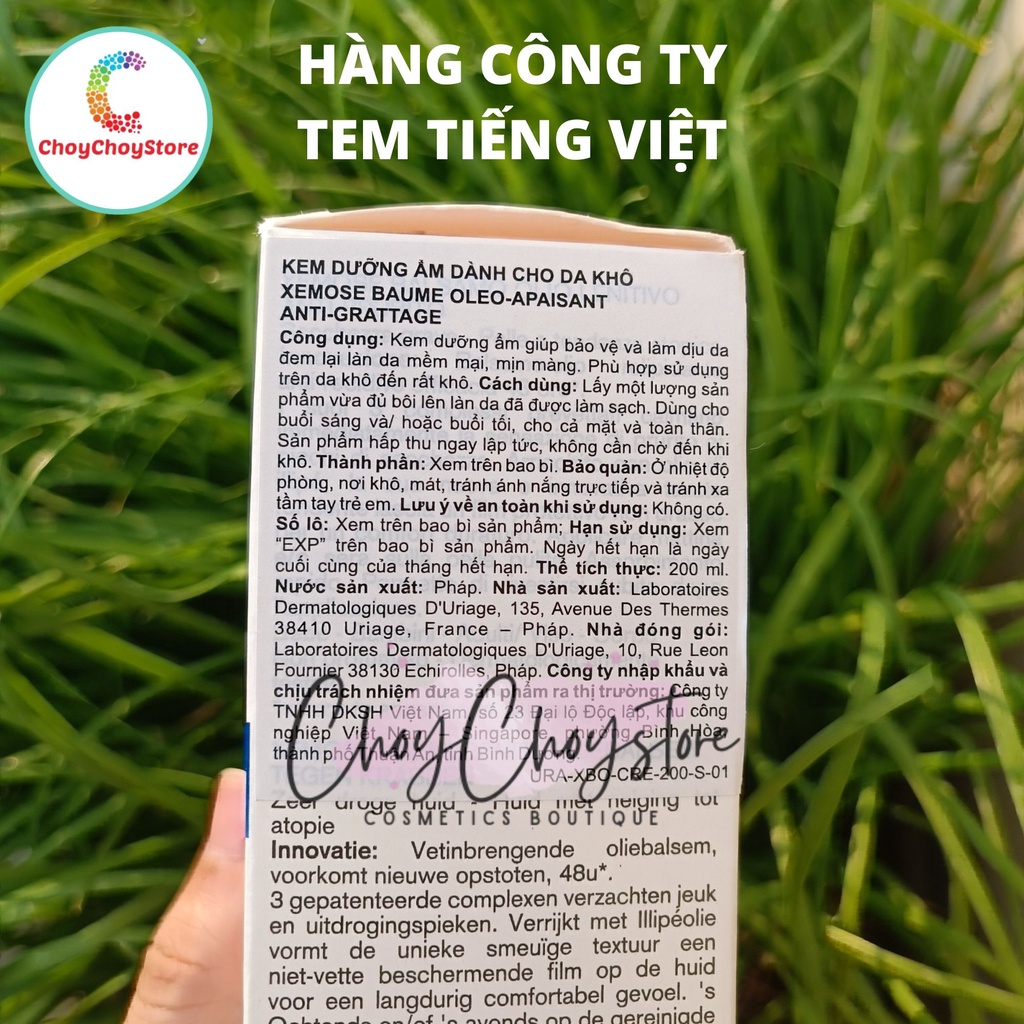 HÀNG CÔNG TY
TEM TIẾNG VIỆT
ChoyChoyStore
KEM DƯỠNG ẨM DÀNH CHO DA KHÔ
XEMOSE BAUME OLEO-APAISANT
ANTI-GRATTAGE
Công dụng: Kem dưỡng ẩm giúp bảo vệ và làm dịu da
đem lại làn da mềm mại, mịn màng. Phù hợp sử dụng
trên da khô đến rất khô. Cách dùng: Lấy một lượng sản
phẩm vừa đủ bôi lên làn da đã được làm sạch. Dùng cho
buổi sáng và/ hoặc buổi tối, cho cả mặt và toàn thân.
Sản phẩm hấp thu ngay lập tức, không cần chờ đến khi
khô. Thành phần: Xem trên bao bì. Bảo quản: Ở nhiệt độ
phòng, nơi khô, mát, tránh ánh nắng trực tiếp và tránh xa
tầm tay trẻ em. Lưu ý về an toàn khi sử dụng: Không có.
Số lô: Xem trên bao bì sản phẩm; Hạn sử dụng: Xem
“EXP” trên bao bì sản phẩm. Ngày hết hạn là ngày
cuối cùng của tháng hết hạn. Thể tích thực: 200 ml.
Nước sản xuất: Pháp. Nhà sản xuất: Laboratoires
Dermatologiques D'Uriage, 135, Avenue Des Thermes
38410 Uriage, France – Pháp. Nhà đóng gói:
Laboratoires Dermatologiques D'Uriage, 10, Rue Leon
Fournier 38130 Echirolles, Pháp. Công ty nhập khẩu và
chịu trách nhiệm đưa sản phẩm ra thị trường: Công ty
TNHH DKSH Việt Nam, số 23 Đại lộ Độc lập, khu công
nghiệp Việt Nam - Singapore, phường Bình Hòa,
thành phố Thuận An, tỉnh Bình Dương.
URA-XBO-CRE-200-S-01
ChoyChoystore
COSMETICS BOUTIQUE
Zeer droge huid - Huid met neiging tot
atopie
Innovatie: Vetinbrengende oliebalsem,
voorkomt nieuwe opstoten, 48u*.
3 gepatenteerde complexen verzachten jeuk
en uitdrogingspieken. Verrijkt met Illipéolie
vormt de unieke smeuïge textuur een
niet-vette beschermende film op de huid
voor een langdurig comfortabel gevoel. 's
Ochtends en/of 's avonds op de gereinigde